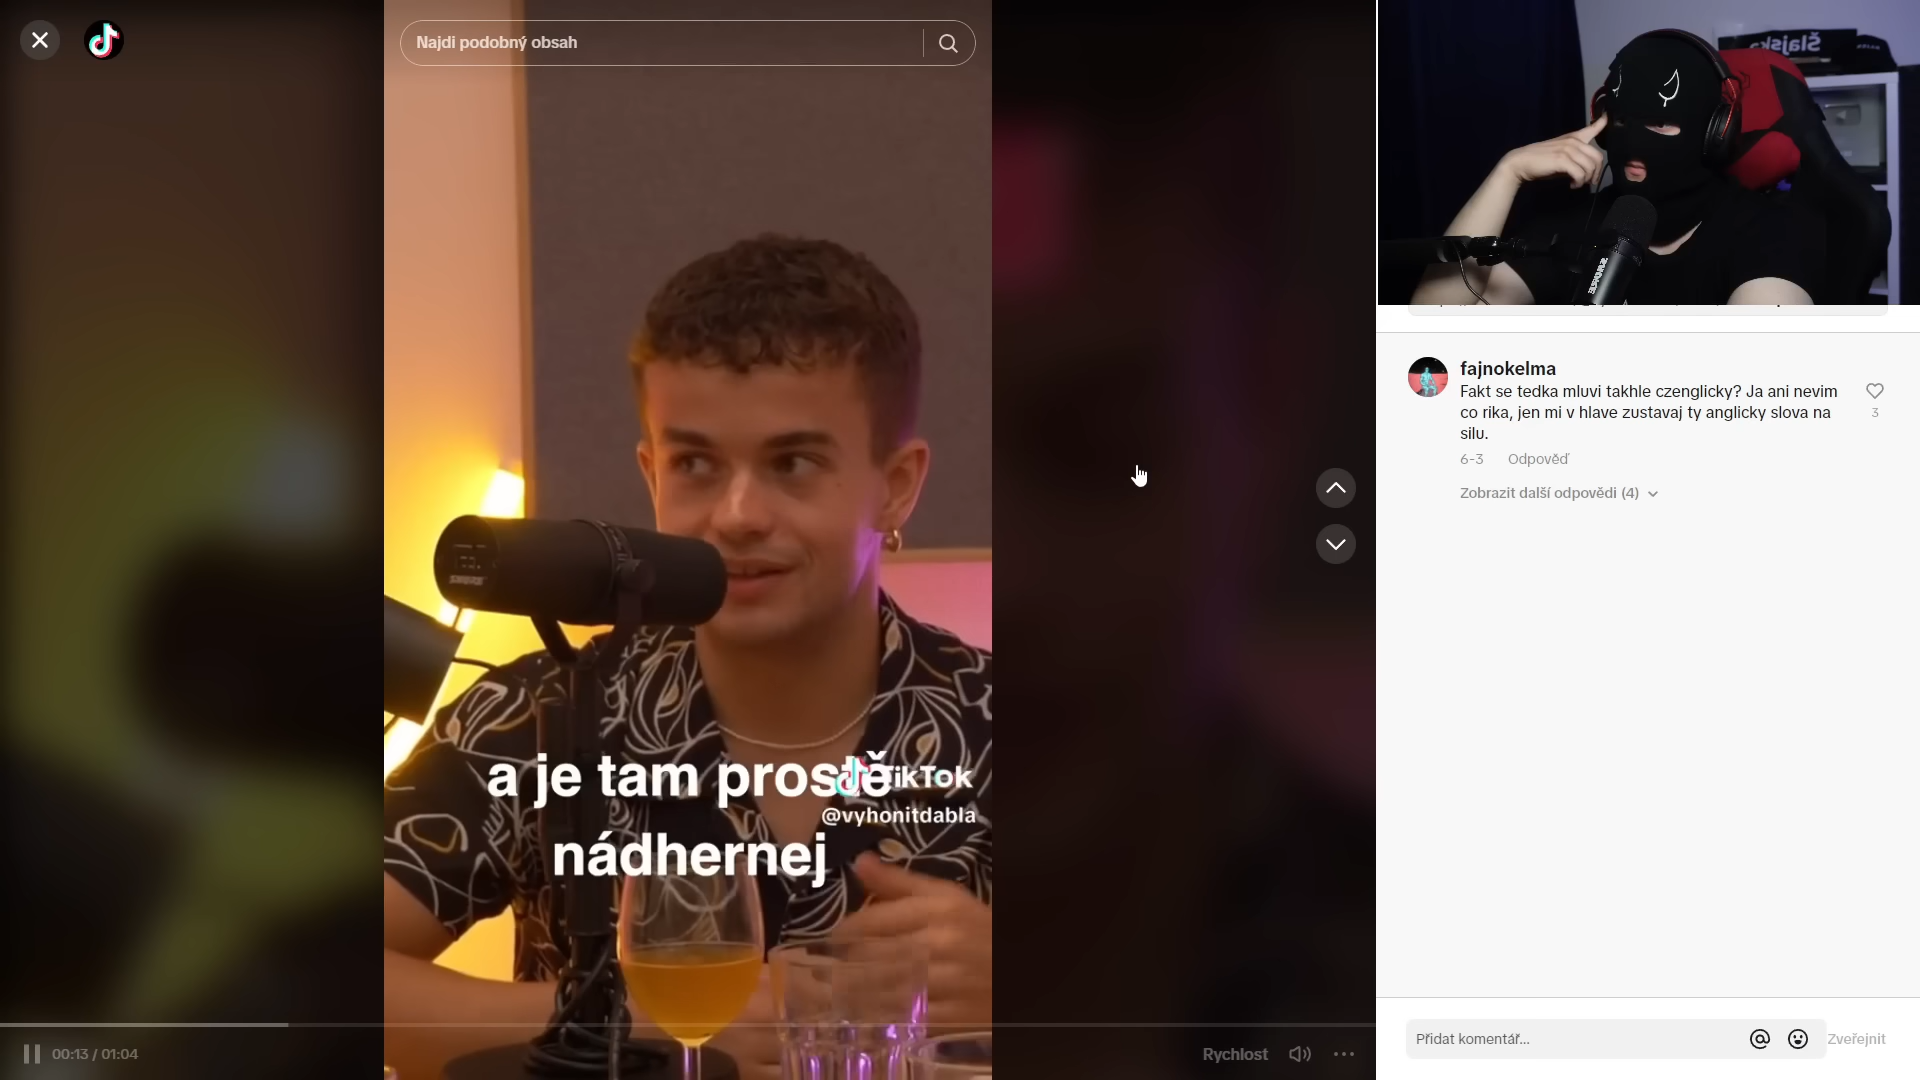 Najdi podobný obsah
a je tam prostě
nádhernej
TikTok
@vyhonitdabla
SHURE
00:13 / 01:04
Rychlost
Šlajska
fajnokelma
Fakt se tedka mluvi takhle czenglicky? Ja ani nevim
co rika, jen mi v hlave zustavaj ty anglicky slova na
silu.
3
6-3 Odpověď
Zobrazit další odpovědi (4)
Přidat komentář...
Zveřejnit